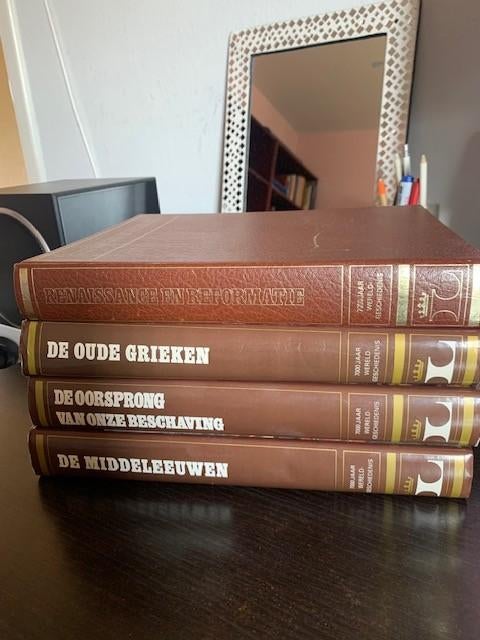 RENAISSANCE EN REFORMATIE
7000 JAAR
WERELD-
GESCHIEDENIS
DE OUDE GRIEKEN
7000 JAAR
WERELD-
GESCHIEDENIS
DE OORSPRONG
VAN ONZE BESCHAVING
7000 JAAR
WERELD-
GESCHIEDENIS
DE MIDDELEEUWEN
7000 JAAR
WERELD-
GESCHIEDENIS